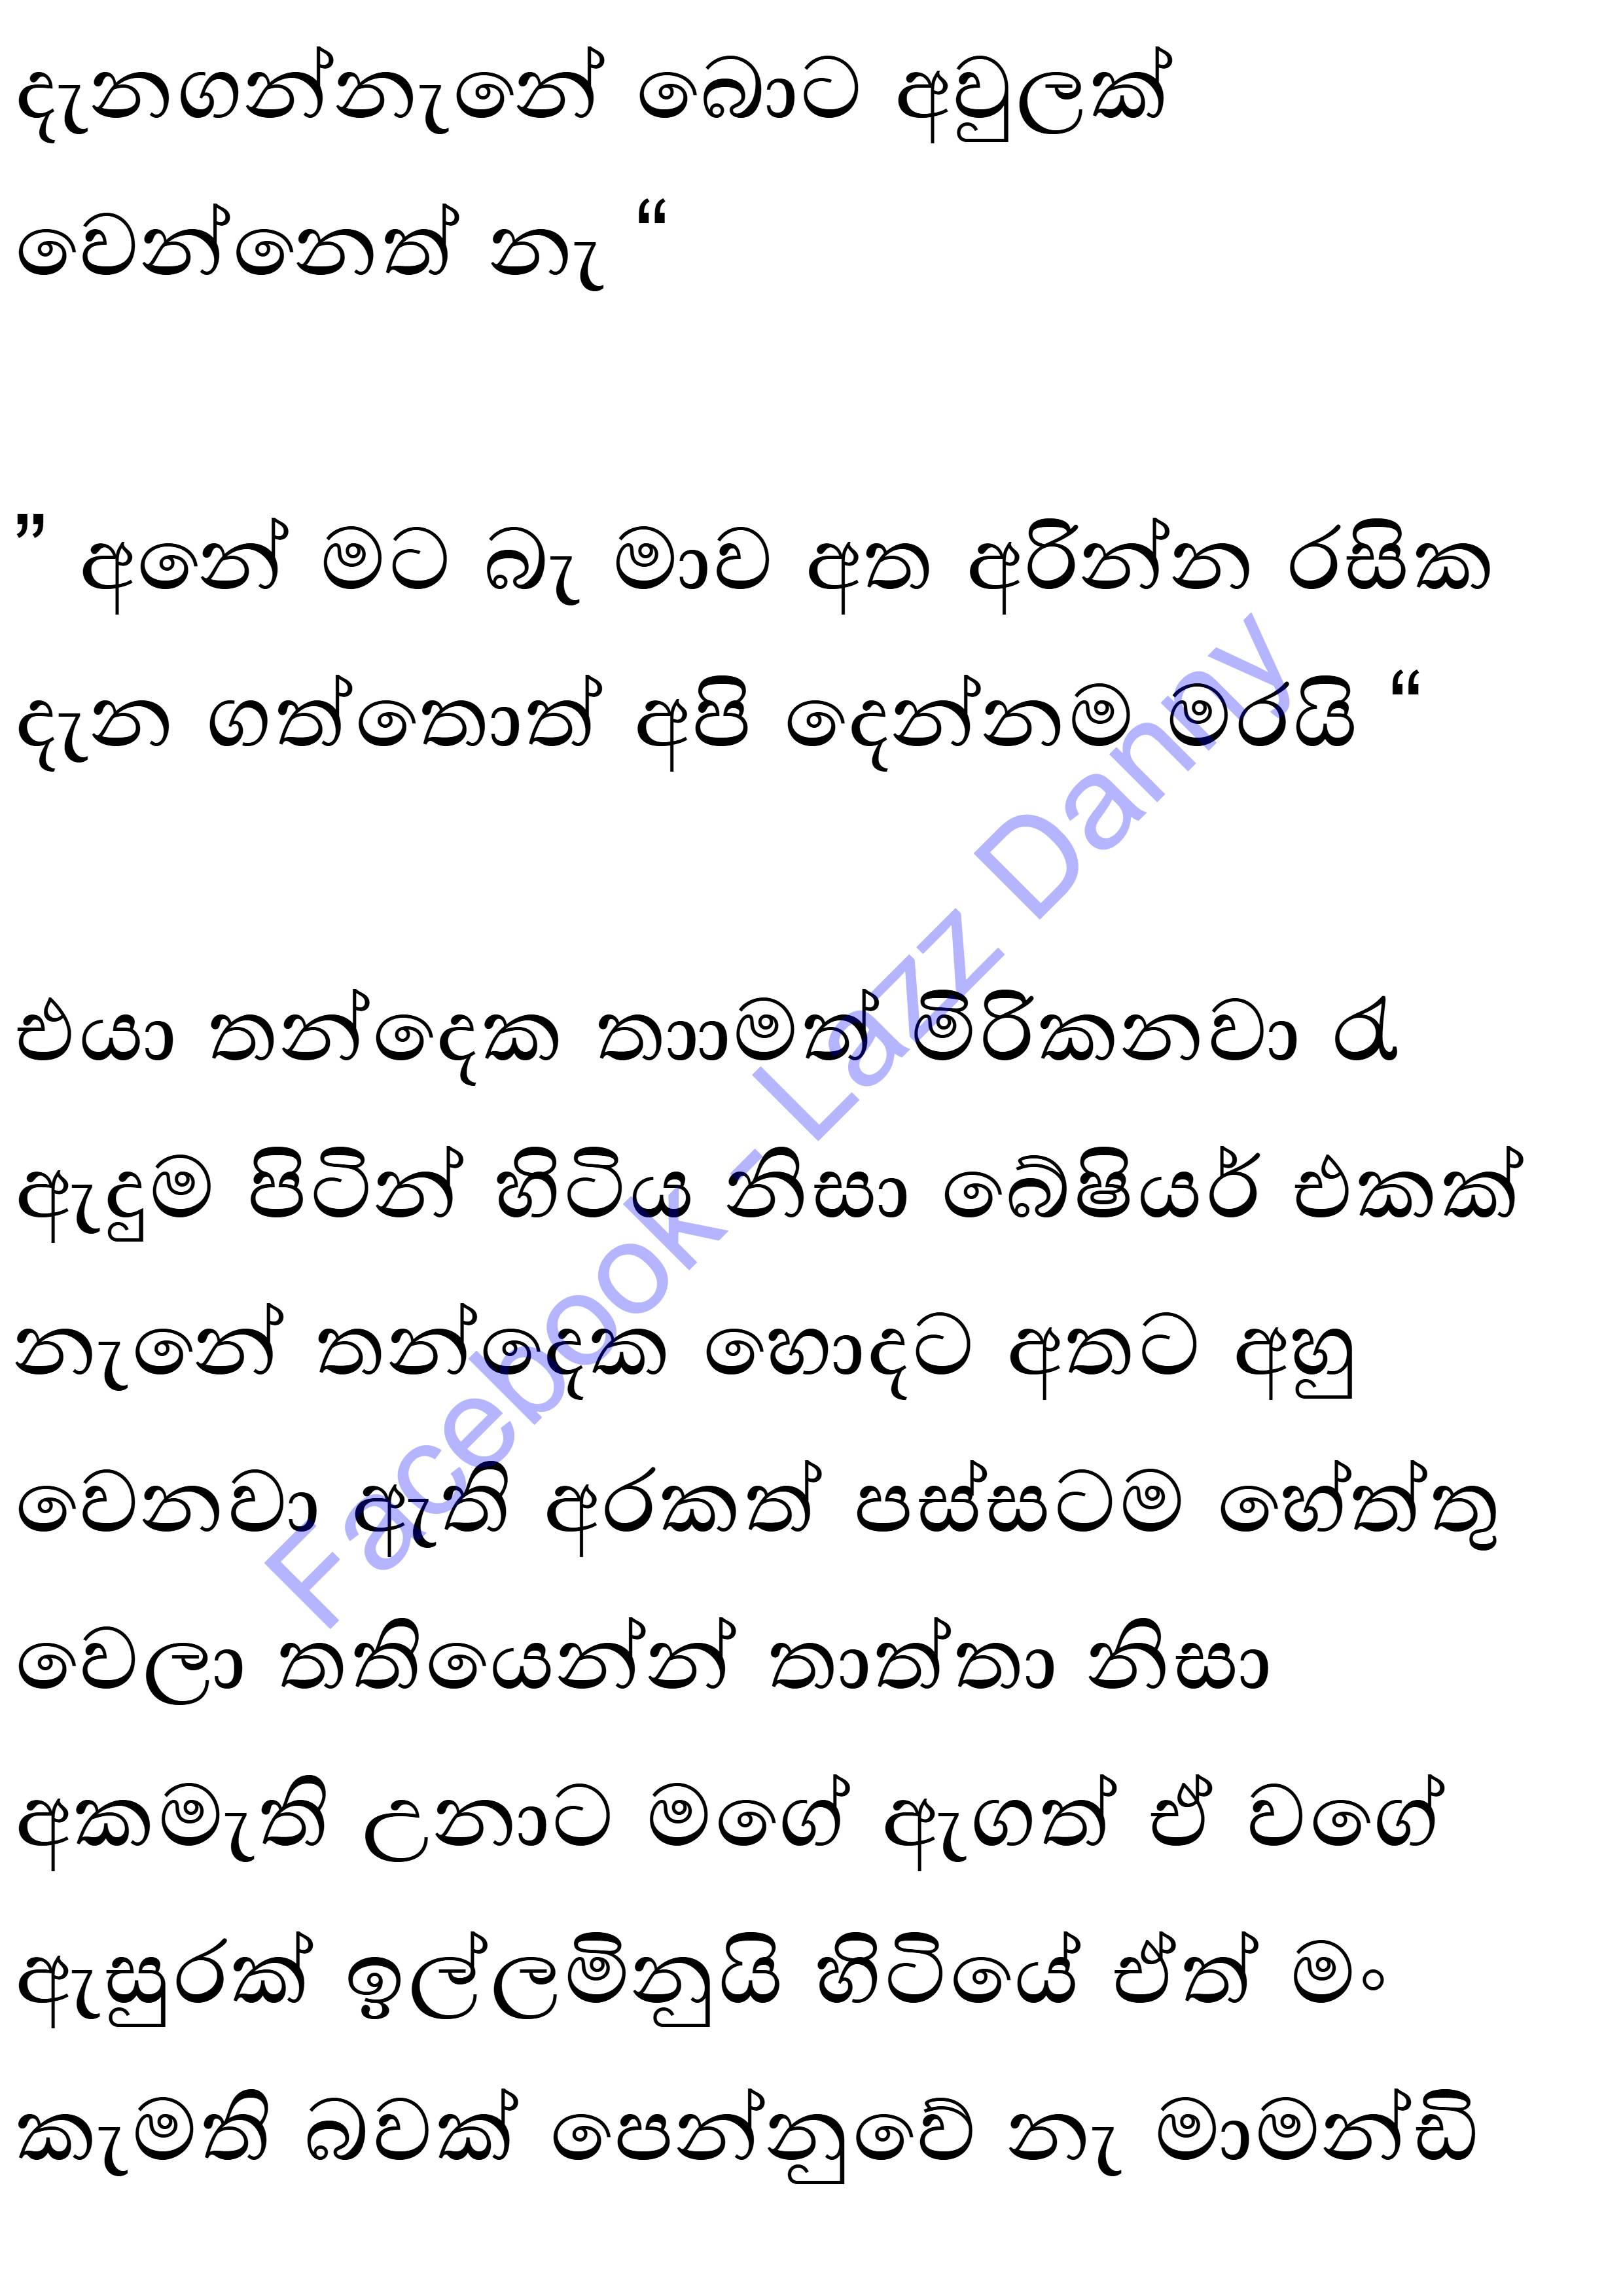 දැනගන්නැනේ බොට අවුලක්
වෙන්නෙත් නැ “
” අනේ මට බැ මාව අත අරින්න රසික
දැන ගත්තොත් අපි දෙන්නම මරයි “
එයා තන්දෙක තාාමත් මිරිකනවා රෑ
ඇඳුම පිටින් හිටිය නිසා බ්‍රේෂියර් එකක්
නැනේ තන්දෙක හොදට අතට අහු
වෙනවා ඇති අරකත් පස්සටම හේත්තු
වෙලා තතියෙන්න් තාත්තා නිසා
අකමැති උනාට මගේ ඇගත් ඒ වගේ
ඇසුරක් ඉල්ලමිනුයි හිටියේ ඒත් මං
කැමති බවක් පෙන්නුවේ නැ මාමන්ඩි
Facebook - Lazz Danny